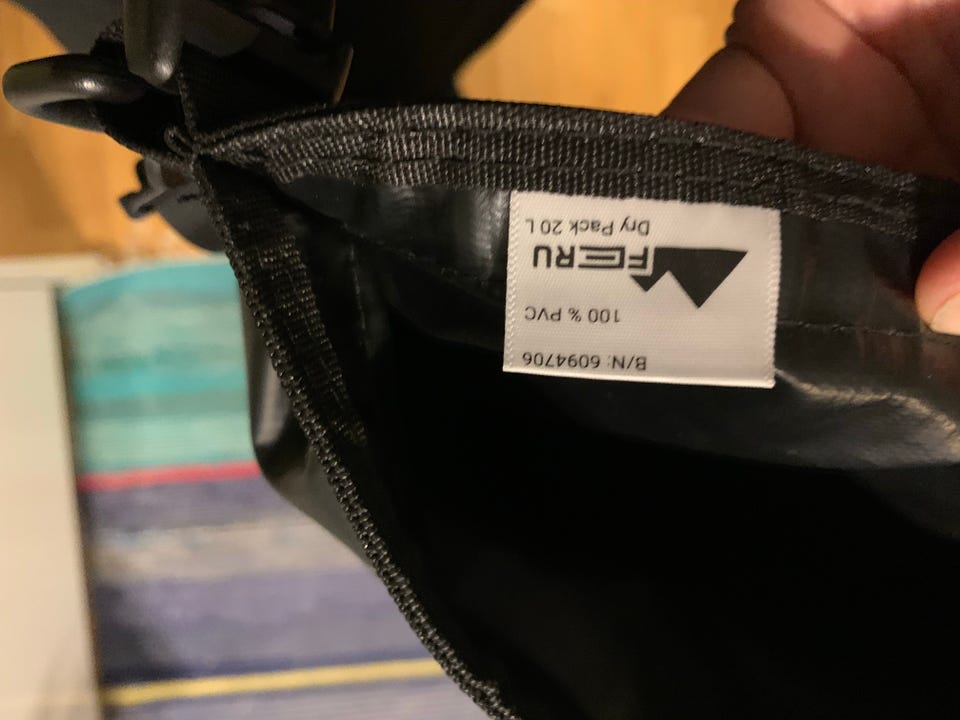 Dry Pack 20 L
FERU
100 % PVC
B/N: 6094706